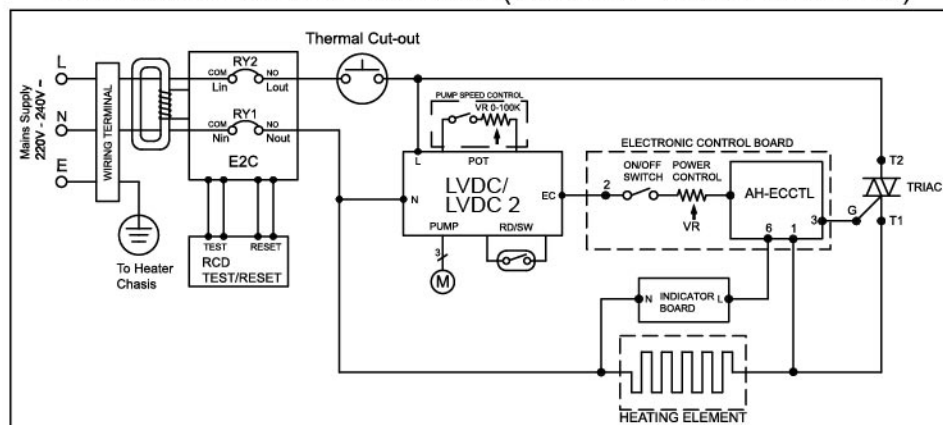 Thermal Cut-out
Mains Supply
220V - 240V ~
L
N
E
WIRING TERMINAL
To Heater
Chasis
RY2
COM
NO
Lin
Lout
RY1
COM
NO
Nin
Nout
E2C
TEST
RESET
RCD
TEST/RESET
PUMP SPEED CONTROL
VR 0-100K
L
POT
N
LVDC/
LVDC 2
EC
PUMP
RD/SW
3
M
ELECTRONIC CONTROL BOARD
ON/OFF
SWITCH
POWER
CONTROL
2
VR
AH-ECCTL
3
6
1
G
T2
TRIAC
T1
N
INDICATOR
BOARD
L
HEATING ELEMENT